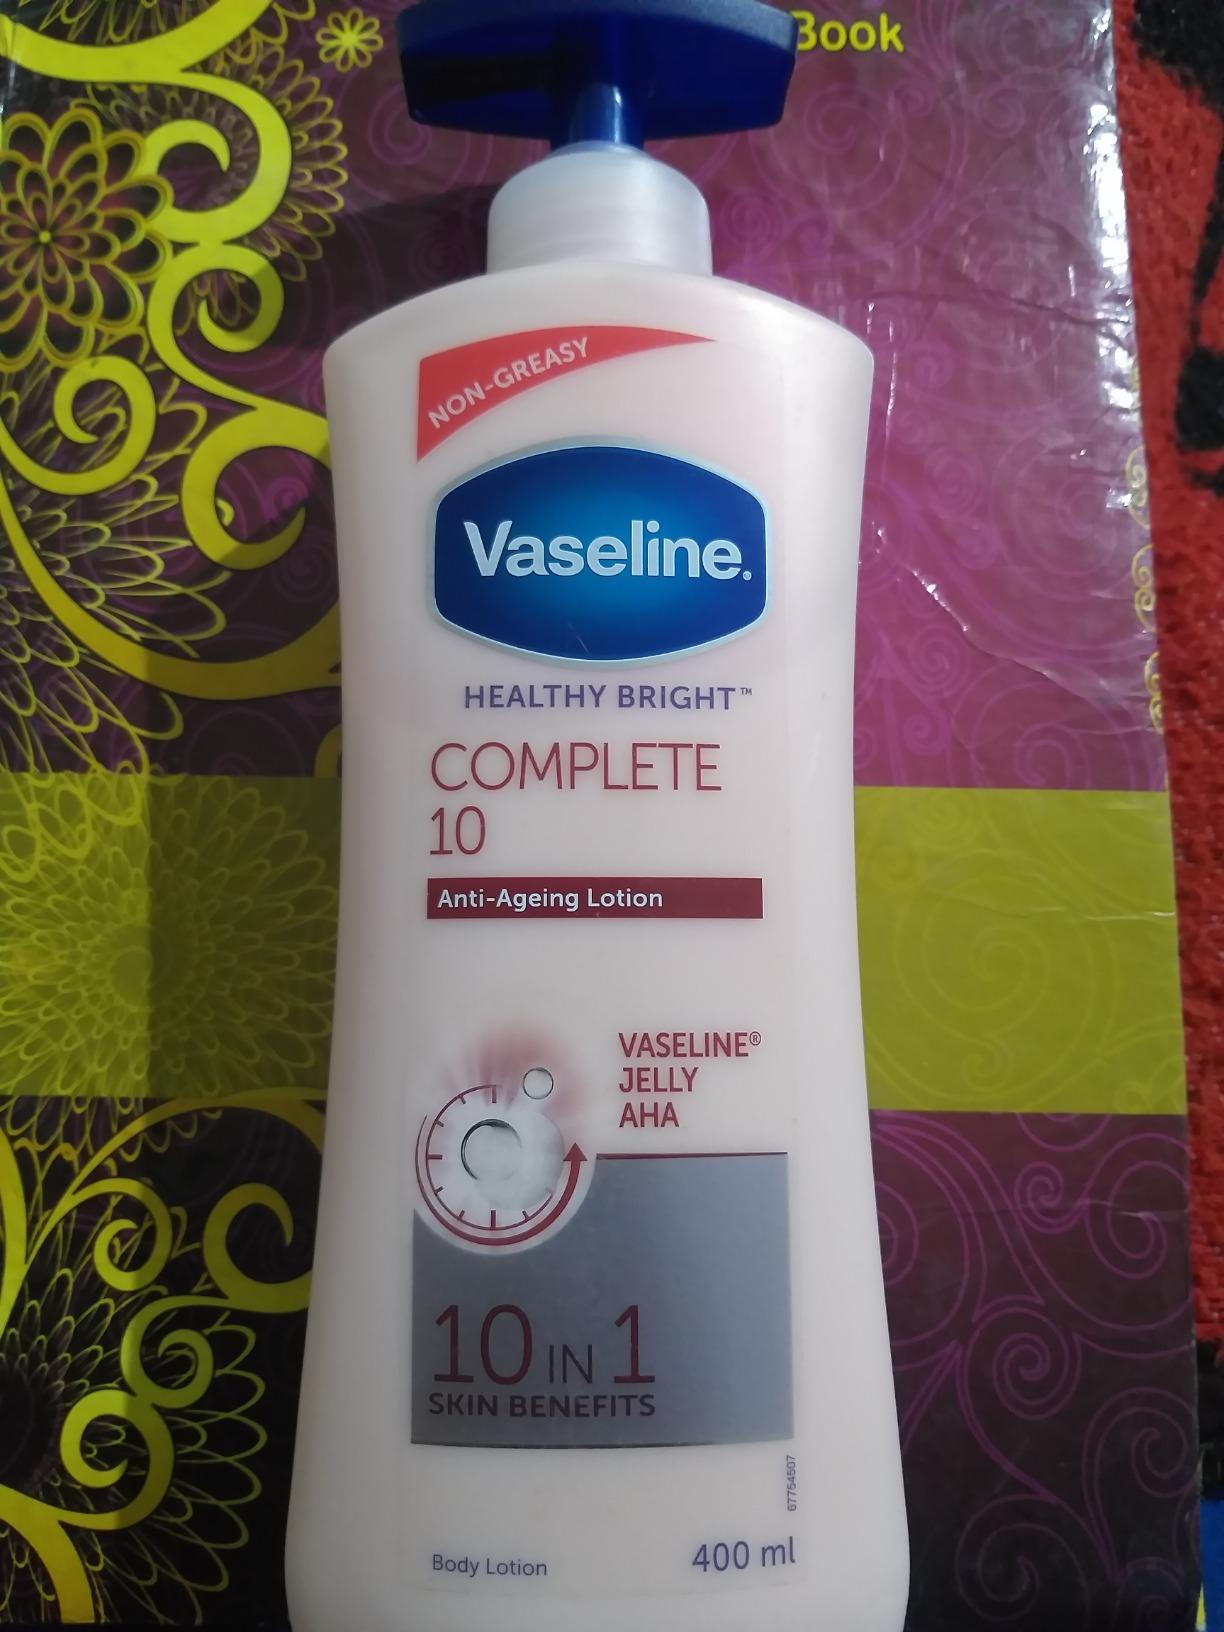 Book
NON-GREASY
Vaseline®
HEALTHY BRIGHT™
COMPLETE
10
Anti-Ageing Lotion
VASELINE®
JELLY
AHA
10 IN 1
SKIN BENEFITS
67754507
Body Lotion
400 ml